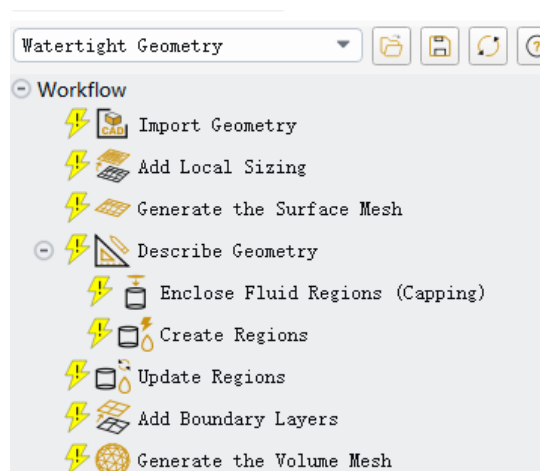 Watertight Geometry
Workflow
CAD Import Geometry
Add Local Sizing
Generate the Surface Mesh
Describe Geometry
Enclose Fluid Regions (Capping)
Create Regions
Update Regions
Add Boundary Layers
Generate the Volume Mesh